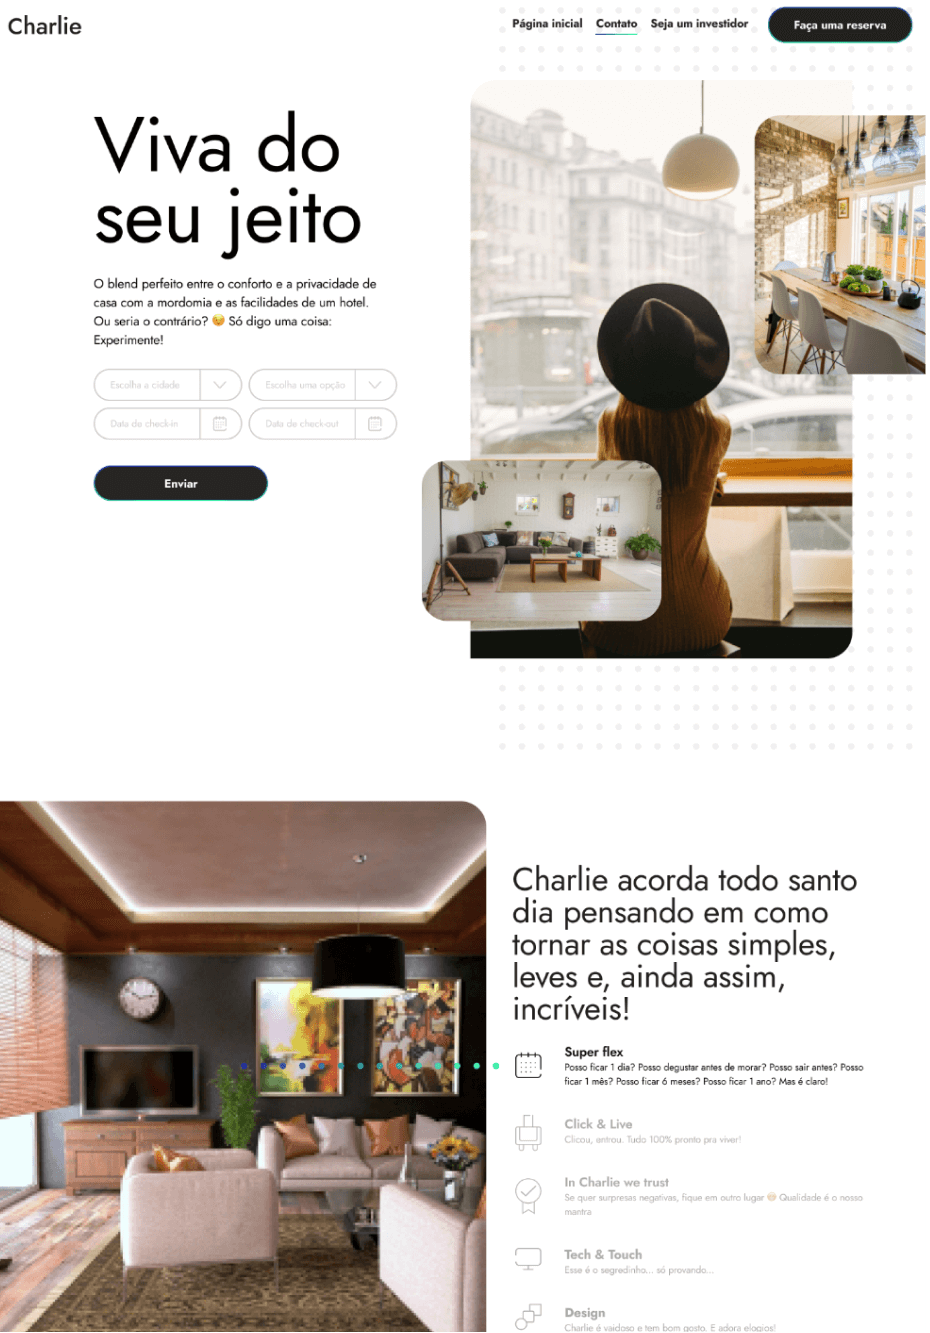 Charlie
Página inicial
Contato
Seja um investidor
Faça uma reserva
Viva do
seu jeito
O blend perfeito entre o conforto e a privacidade de
casa com a mordomia e as facilidades de um hotel.
Ou seria o contrário? 😉 Só digo uma coisa:
Experimente!
Escolha a cidade
Escolha uma opção
Data de check-in
Data de check-out
Enviar
Charlie acorda todo santo
dia pensando em como
tornar as coisas simples,
leves e, ainda assim,
incríveis!
Super flex
Posso ficar 1 dia? Posso degustar antes de morar? Posso sair antes? Posso
ficar 1 mês? Posso ficar 6 meses? Posso ficar 1 ano? Mas é claro!
Click & Live
Clicou, entrou. Tudo 100% pronto pra viver!
In Charlie we trust
Se quer surpresas negativas, fique em outro lugar 😊 Qualidade é o nosso
mantra
Tech & Touch
Esse é o segredinho... só provando...
Design
Charlie é vaidoso e tem bom gosto. E adora elogios!